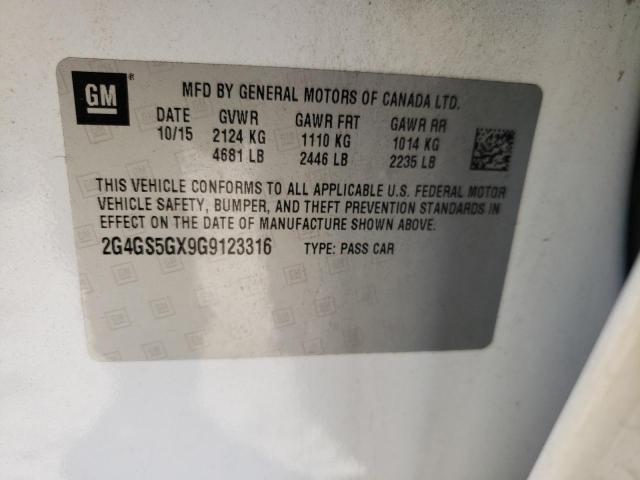 GM ®
MFD BY GENERAL MOTORS OF CANADA LTD.
DATE GVWR GAWR FRT GAWR RR
10/15 2124 KG 1110 KG 1014 KG
4681 LB 2446 LB 2235 LB
THIS VEHICLE CONFORMS TO ALL APPLICABLE U.S. FEDERAL MOTOR
VEHICLE SAFETY, BUMPER, AND THEFT PREVENTION STANDARDS IN
EFFECT ON THE DATE OF MANUFACTURE SHOWN ABOVE.
2G4GS5GX9G9123316 TYPE: PASS CAR